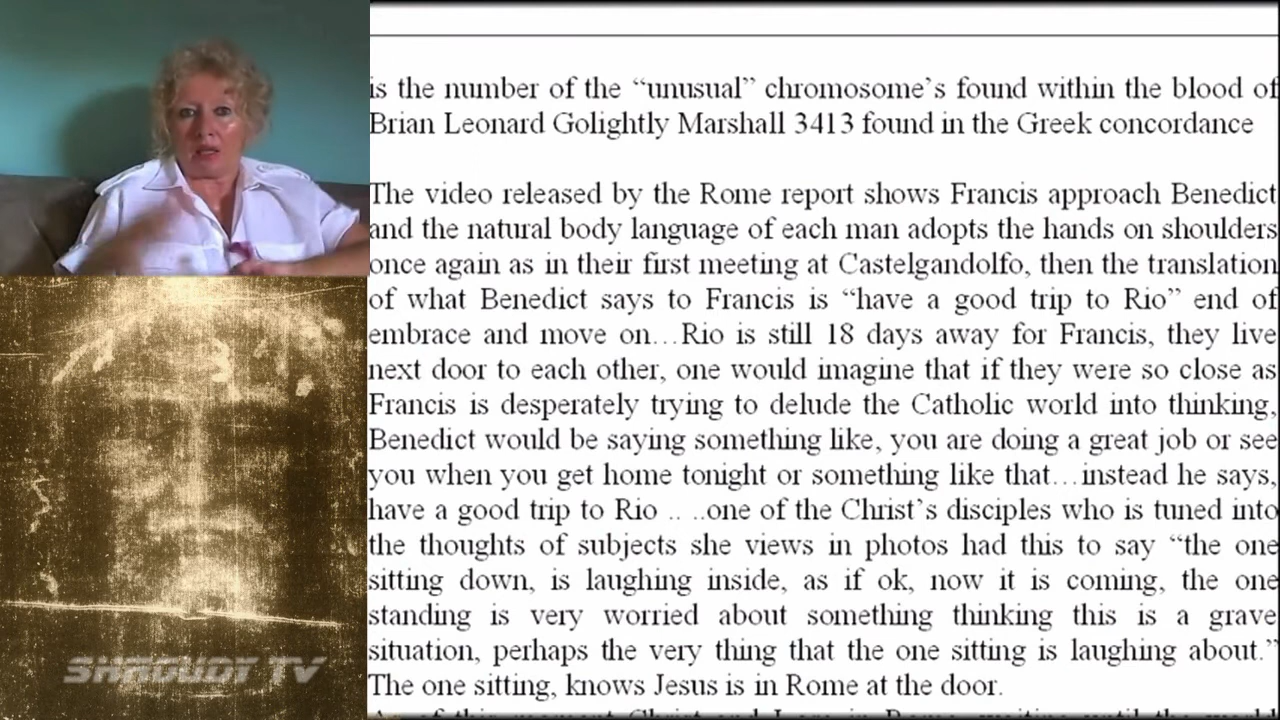 is the number of the “unusual” chromosome’s found within the blood of
Brian Leonard Golightly Marshall 3413 found in the Greek concordance
The video released by the Rome report shows Francis approach Benedict
and the natural body language of each man adopts the hands on shoulders
once again as in their first meeting at Castelgandolfo, then the translation
of what Benedict says to Francis is “have a good trip to Rio” end of
embrace and move on…Rio is still 18 days away for Francis, they live
next door to each other, one would imagine that if they were so close as
Francis is desperately trying to delude the Catholic world into thinking,
Benedict would be saying something like, you are doing a great job or see
you when you get home tonight or something like that…instead he says,
have a good trip to Rio .. ..one of the Christ’s disciples who is tuned into
the thoughts of subjects she views in photos had this to say “the one
sitting down, is laughing inside, as if ok, now it is coming, the one
standing is very worried about something thinking this is a grave
situation, perhaps the very thing that the one sitting is laughing about.”
The one sitting, knows Jesus is in Rome at the door.
SHROUDY TV